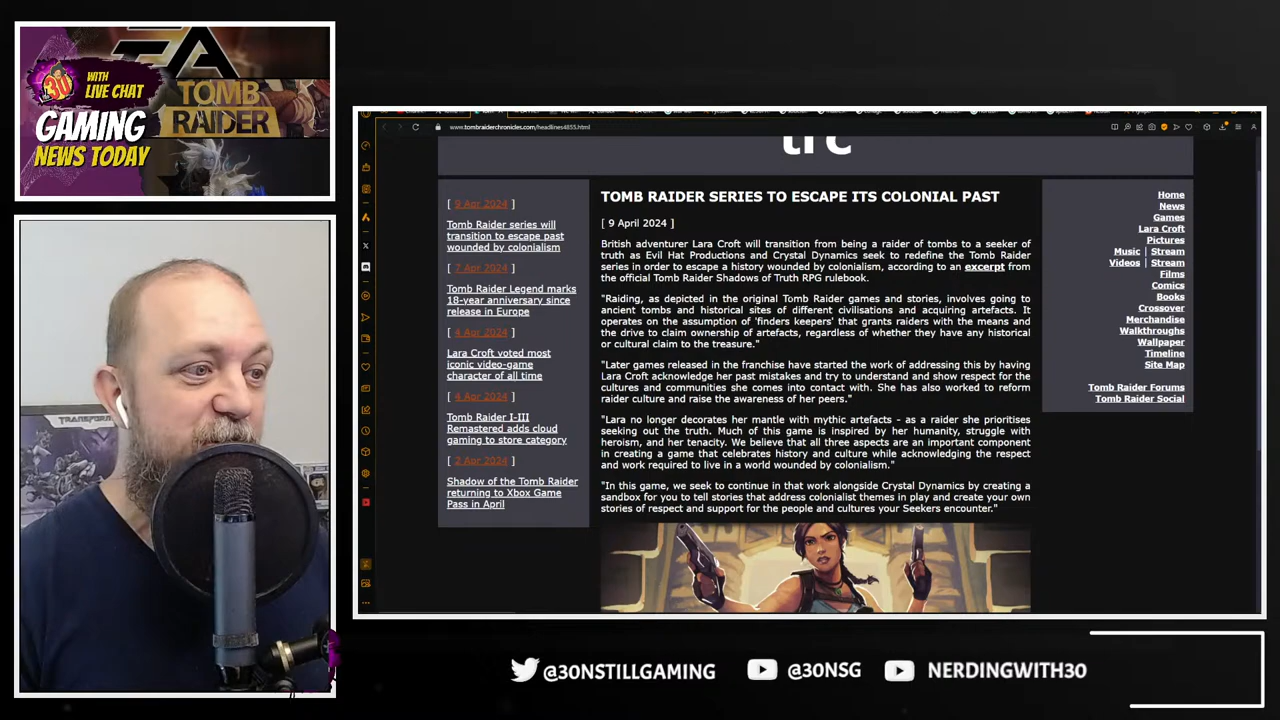 EA
WITH
LIVE CHAT
30
GAMING
NEWS TODAY
TOMB
RAIDER
www.tombraiderchronicles.com/headlines4855.html
trc
[ 9 Apr 2024 ]
Tomb Raider series will
transition to escape past
wounded by colonialism
[ 7 Apr 2024 ]
Tomb Raider Legend marks
18-year anniversary since
release in Europe
[ 4 Apr 2024 ]
Lara Croft voted most
iconic video-game
character of all time
[ 4 Apr 2024 ]
Tomb Raider I-III
Remastered adds cloud
gaming to store category
[ 2 Apr 2024 ]
Shadow of the Tomb Raider
returning to Xbox Game
Pass in April
TOMB RAIDER SERIES TO ESCAPE ITS COLONIAL PAST
[ 9 April 2024 ]
British adventurer Lara Croft will transition from being a raider of tombs to a seeker of
truth as Evil Hat Productions and Crystal Dynamics seek to redefine the Tomb Raider
series in order to escape a history wounded by colonialism, according to an excerpt from
the official Tomb Raider Shadows of Truth RPG rulebook.
"Raiding, as depicted in the original Tomb Raider games and stories, involves going to
ancient tombs and historical sites of different civilisations and acquiring artefacts. It
operates on the assumption of 'finders keepers' that grants raiders with the means and
the drive to claim ownership of artefacts, regardless of whether they have any historical
or cultural claim to the treasure."
"Later games released in the franchise have started the work of addressing this by having
Lara Croft acknowledge her past mistakes and try to understand and show respect for the
cultures and communities she comes into contact with. She has also worked to reform
raider culture and raise the awareness of her peers."
"Lara no longer decorates her mantle with mythic artefacts - as a raider she prioritises
seeking out the truth. Much of this game is inspired by her humanity, struggle with
heroism, and her tenacity. We believe that all three aspects are an important component
in creating a game that celebrates history and culture while acknowledging the respect
and work required to live in a world wounded by colonialism."
"In this game, we seek to continue in that work alongside Crystal Dynamics by creating a
sandbox for you to tell stories that address colonialist themes in play and create your own
stories of respect and support for the people and cultures your Seekers encounter."
Home
News
Games
Lara Croft
Pictures
Music | Stream
Videos | Stream
Films
Comics
Books
Crossover
Merchandise
Walkthroughs
Wallpaper
Timeline
Site Map
Tomb Raider Forums
Tomb Raider Social
TRANSFORM
@30NSTILLGAMING
@30NSG
NERDINGWITH30